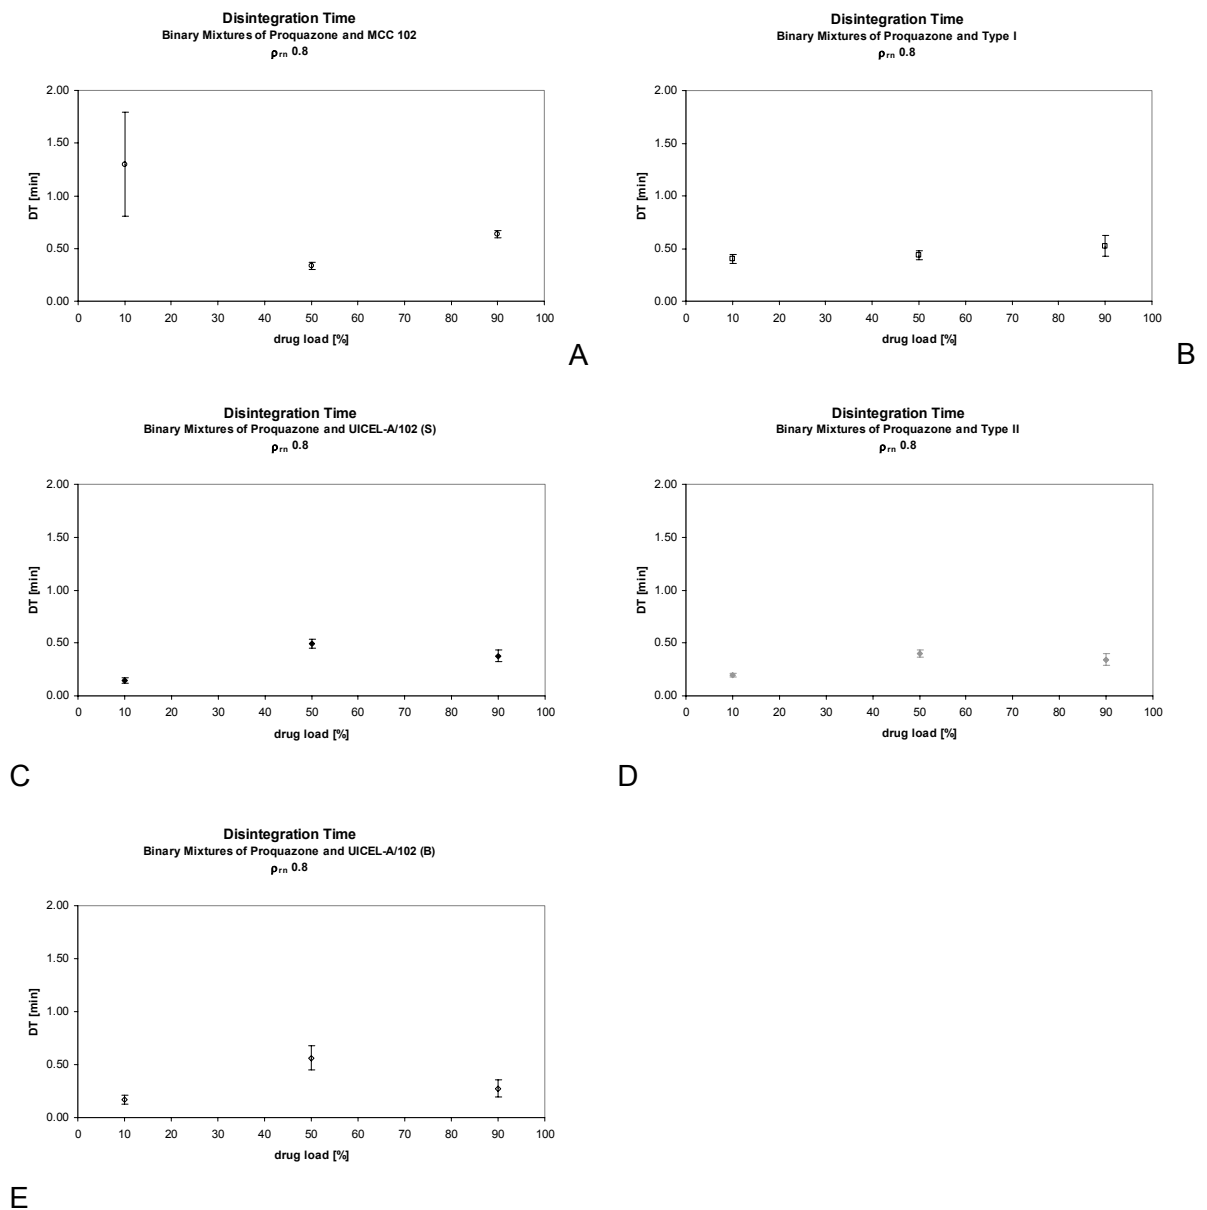 Disintegration Time
Binary Mixtures of Proquazone and MCC 102
ρrn 0.8
2.00
1.50
1.00
0.50
0.00
DT [min]
0 10 20 30 40 50 60 70 80 90 100
drug load [%]
A
Disintegration Time
Binary Mixtures of Proquazone and Type I
ρrn 0.8
2.00
1.50
1.00
0.50
0.00
DT [min]
0 10 20 30 40 50 60 70 80 90 100
drug load [%]
B
Disintegration Time
Binary Mixtures of Proquazone and UICEL-A/102 (S)
ρrn 0.8
2.00
1.50
1.00
0.50
0.00
DT [min]
0 10 20 30 40 50 60 70 80 90 100
drug load [%]
C
Disintegration Time
Binary Mixtures of Proquazone and Type II
ρrn 0.8
2.00
1.50
1.00
0.50
0.00
DT [min]
0 10 20 30 40 50 60 70 80 90 100
drug load [%]
D
Disintegration Time
Binary Mixtures of Proquazone and UICEL-A/102 (B)
ρrn 0.8
2.00
1.50
1.00
0.50
0.00
DT [min]
0 10 20 30 40 50 60 70 80 90 100
drug load [%]
E